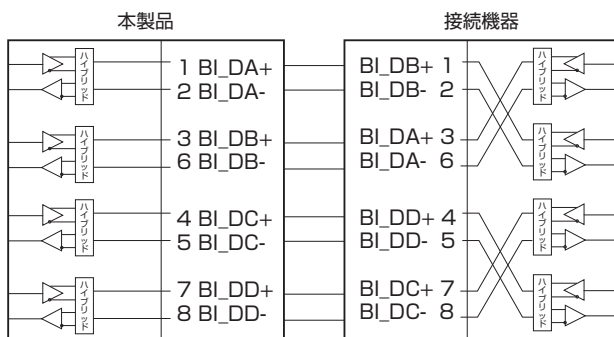 本製品
接続機器
ハイブリッド
1 BI_DA+
2 BI_DA-
BI_DB+ 1
BI_DB- 2
ハイブリッド
ハイブリッド
3 BI_DB+
6 BI_DB-
BI_DA+ 3
BI_DA- 6
ハイブリッド
ハイブリッド
4 BI_DC+
5 BI_DC-
BI_DD+ 4
BI_DD- 5
ハイブリッド
ハイブリッド
7 BI_DD+
8 BI_DD-
BI_DC+ 7
BI_DC- 8
ハイブリッド